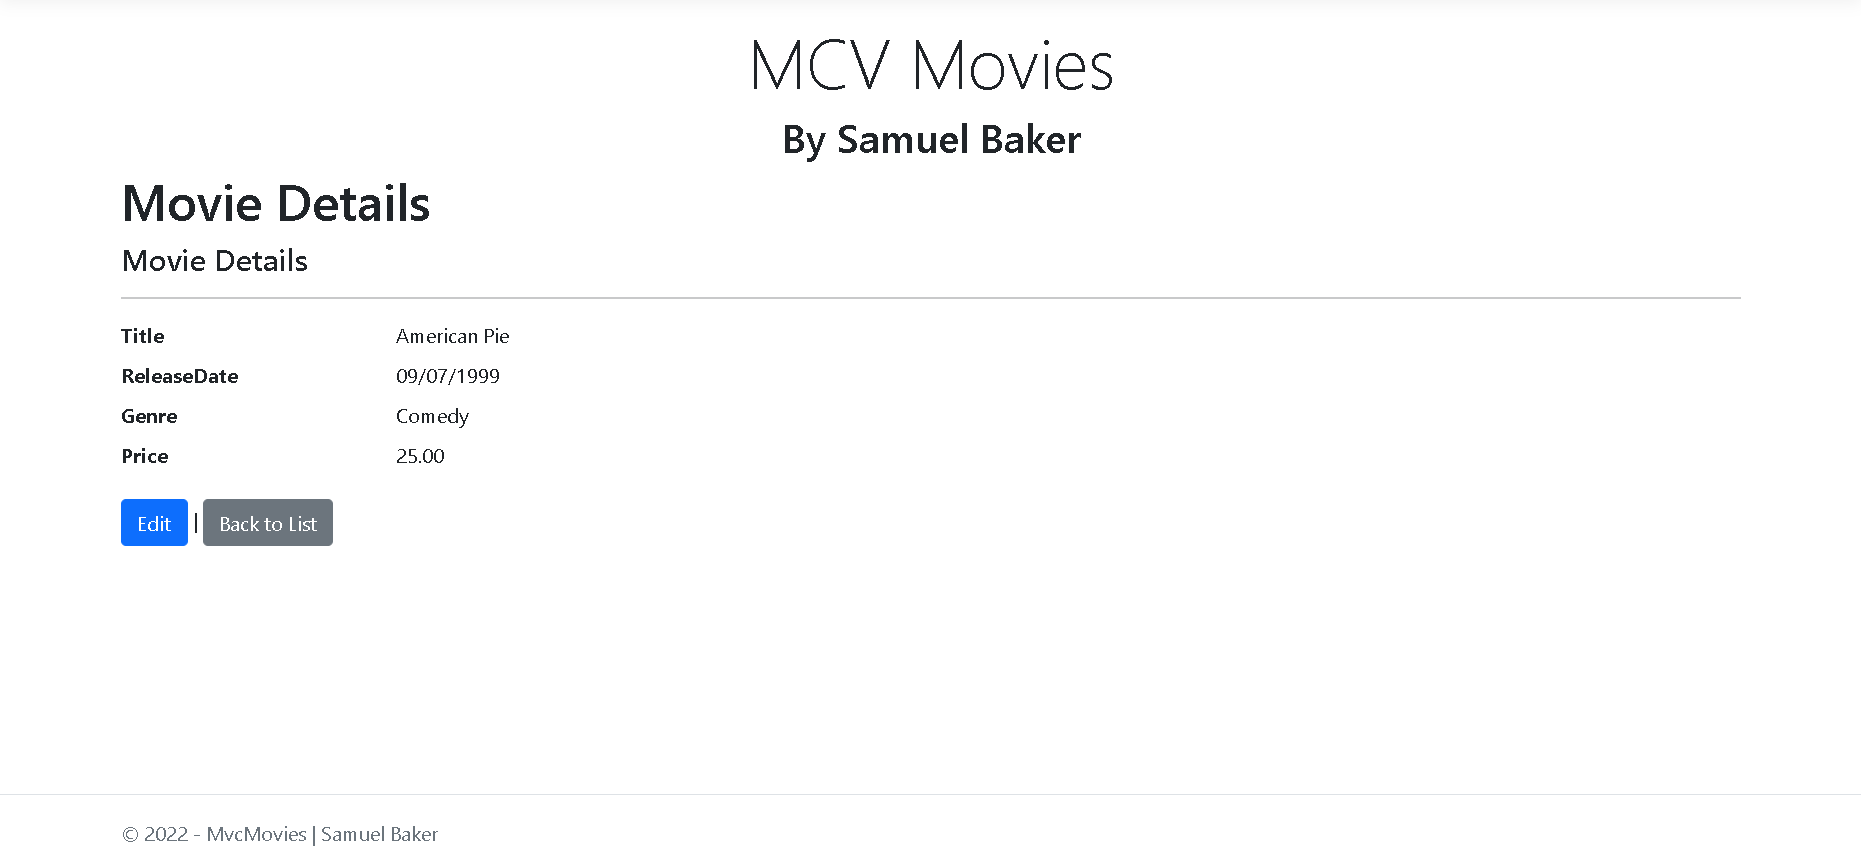 MCV Movies
By Samuel Baker
Movie Details
Movie Details
Title American Pie
ReleaseDate 09/07/1999
Genre Comedy
Price 25.00
Edit | Back to List
© 2022 - MvcMovies | Samuel Baker